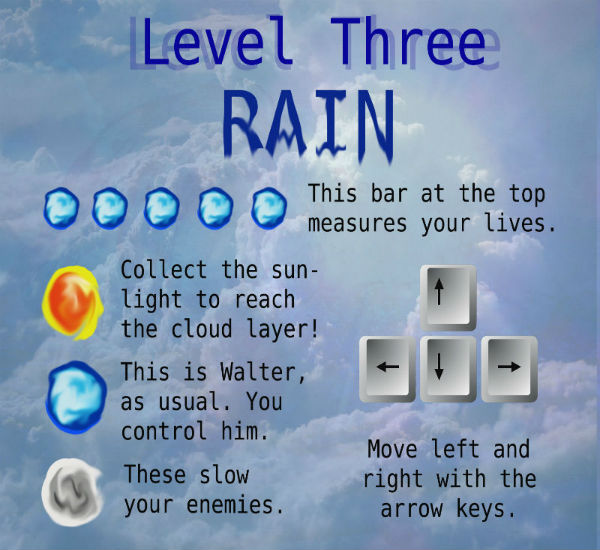 Level Three
RAIN
This bar at the top
measures your lives.
Collect the sun-
light to reach
the cloud layer!
This is Walter,
as usual. You
control him.
These slow
your enemies.
↑
← ↓ →
Move left and
right with the
arrow keys.